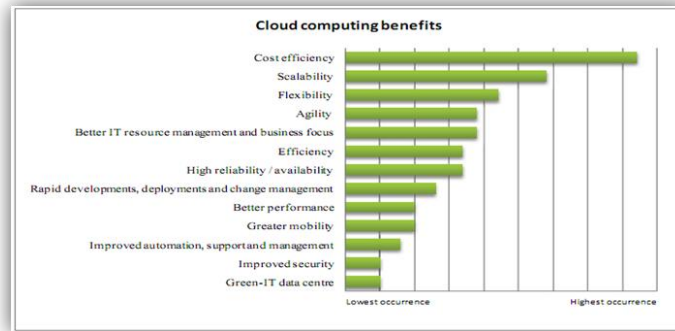 Cloud computing benefits
Cost efficiency
Scalability
Flexibility
Agility
Better IT resource management and business focus
Efficiency
High reliability / availability
Rapid developments, deployments and change management
Better performance
Greater mobility
Improved automation, support and management
Improved security
Green-IT data centre
Lowest occurrence Highest occurrence